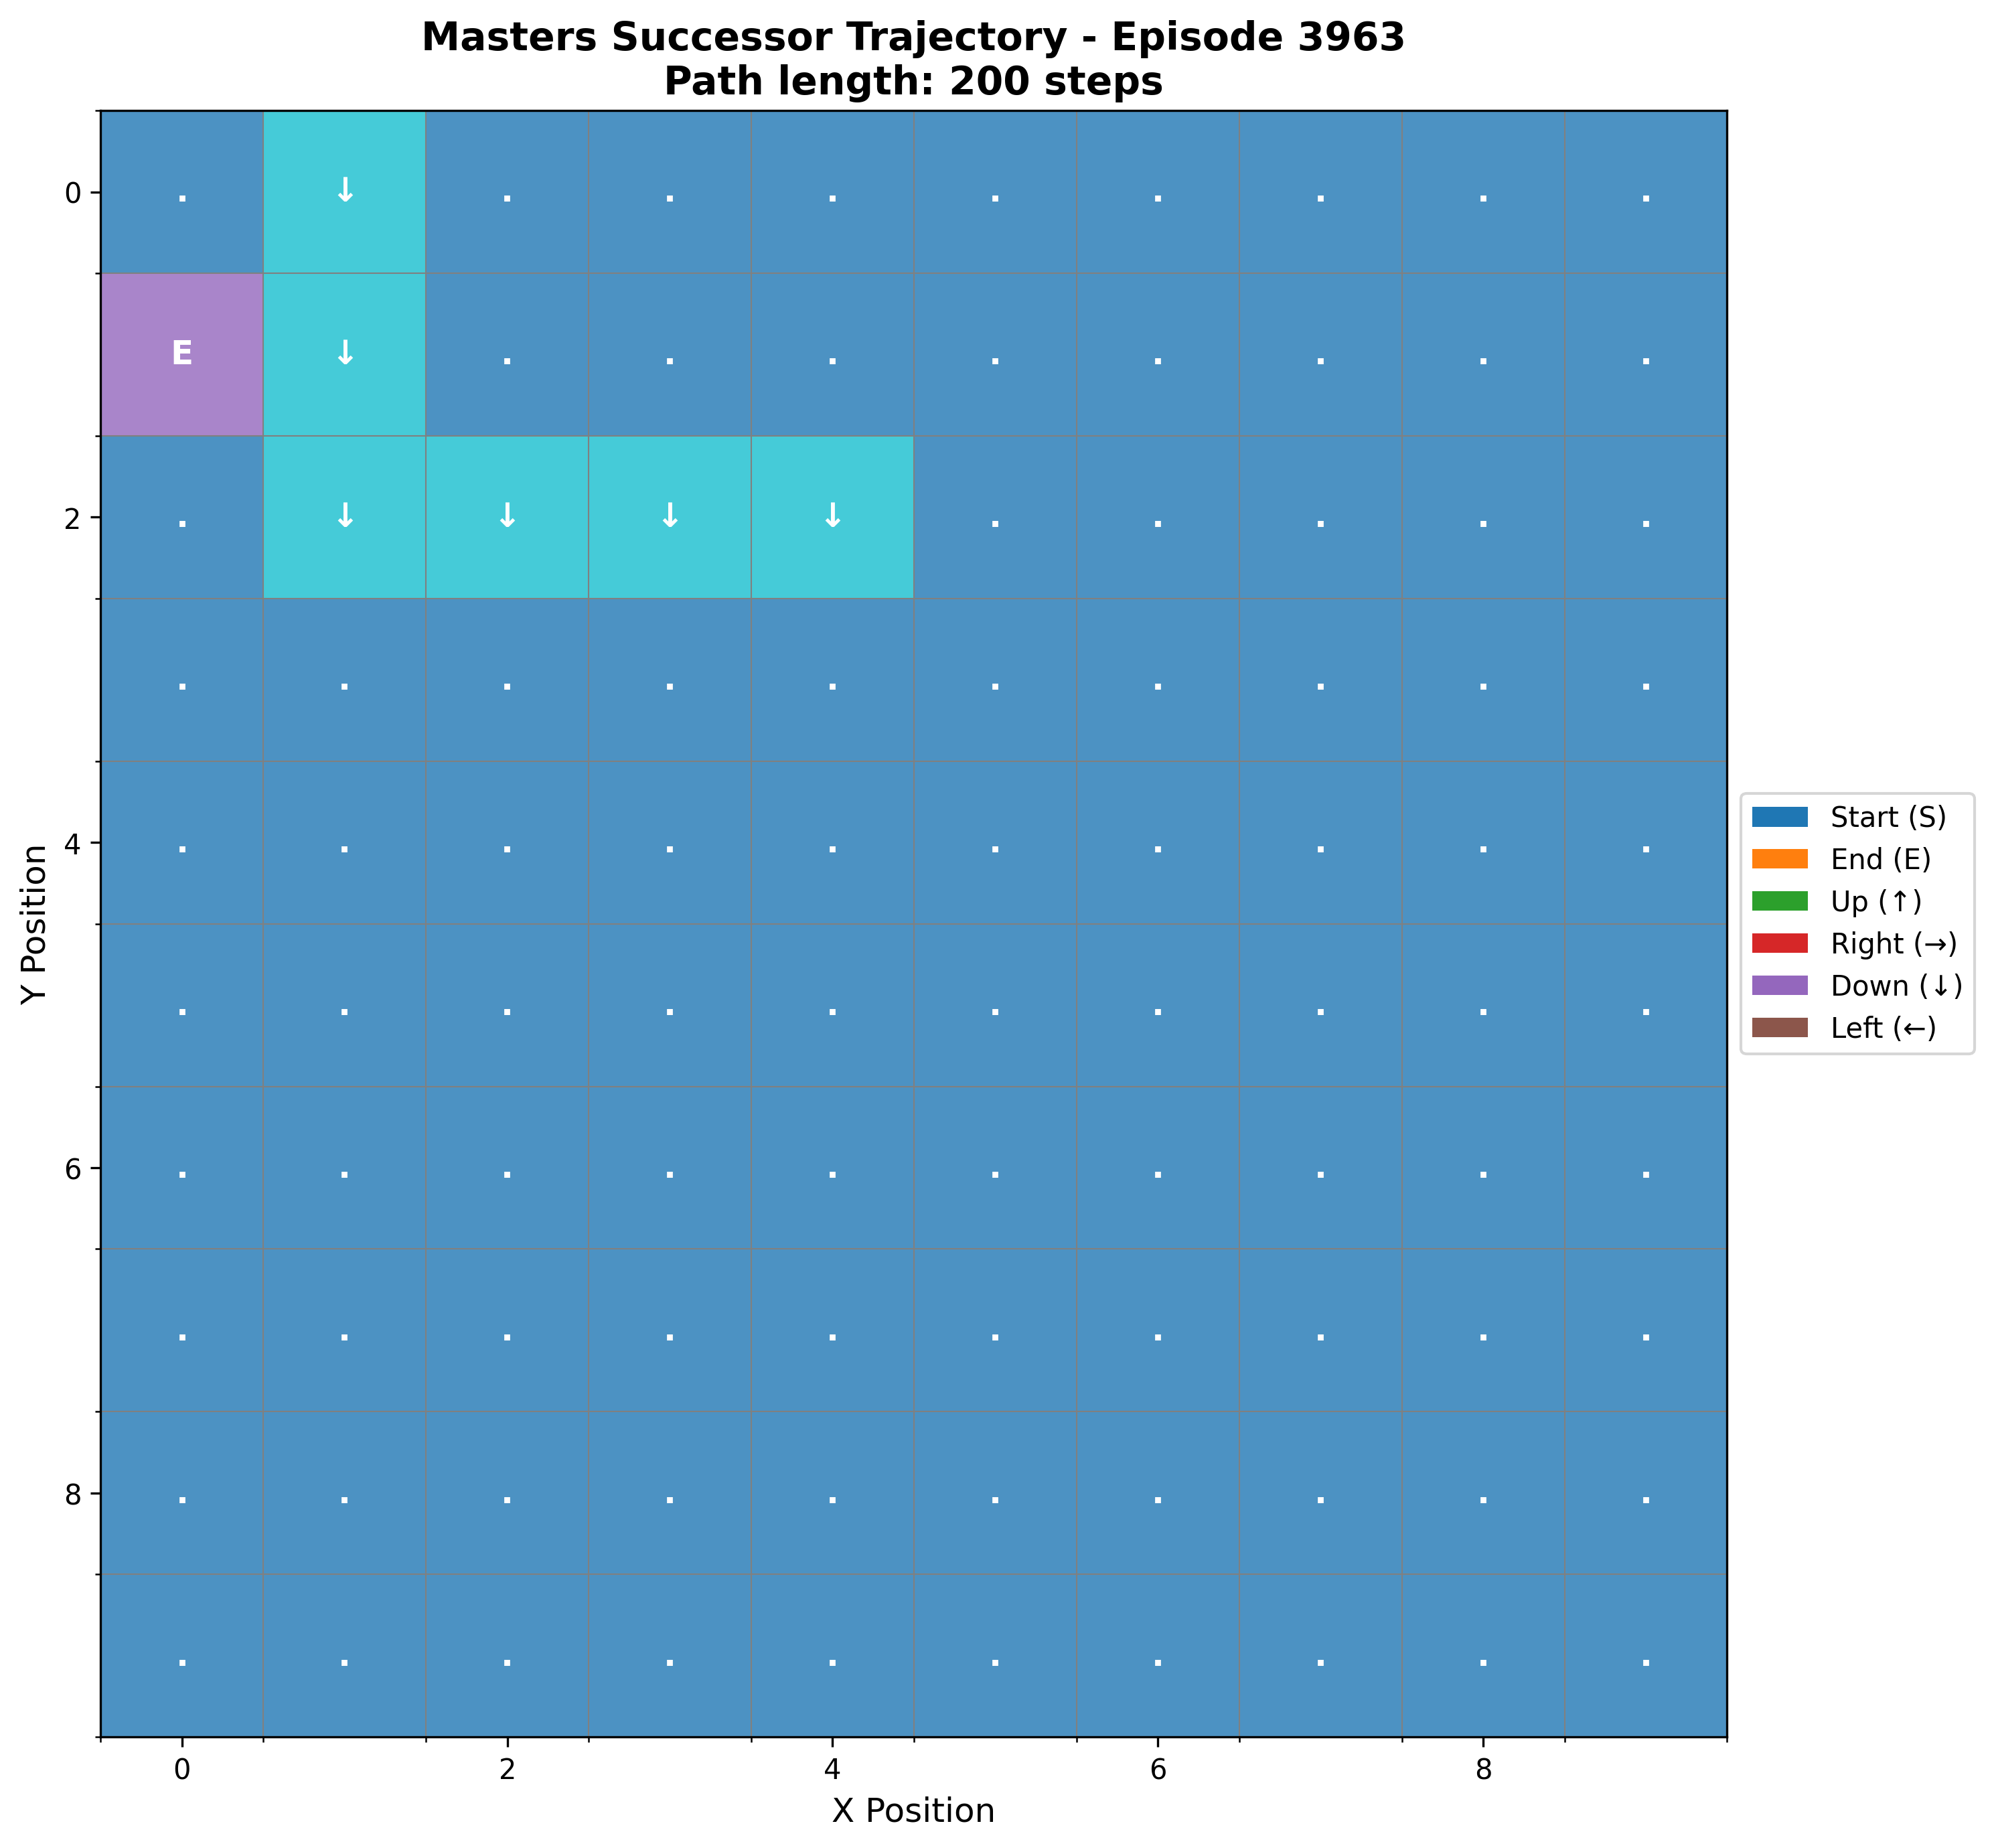 Masters Successor Trajectory - Episode 3963
Path length: 200 steps
0 . ↓ . . . . . . . .
E ↓ . . . . . . . .
2 . ↓ ↓ ↓ ↓ . . . . .
. . . . . . . . . .
4 . . . . . . . . . .
. . . . . . . . . .
6 . . . . . . . . . .
. . . . . . . . . .
8 . . . . . . . . . .
. . . . . . . . . .
0 2 4 6 8
X Position
Y Position
Start (S)
End (E)
Up (↑)
Right (→)
Down (↓)
Left (←)